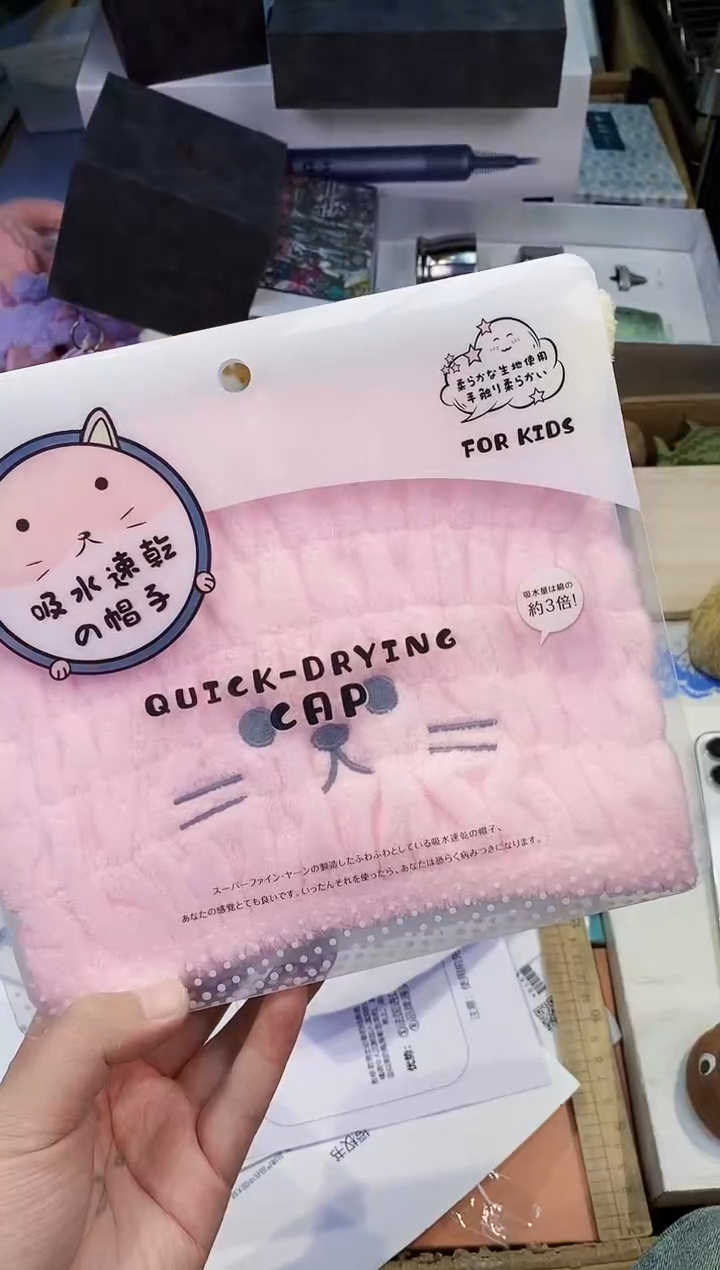 柔らかな生地使用
手触り柔らかい
FOR KIDS
吸水速乾
の帽子
吸水量は綿の
約3倍!
QUICK-DRYING
CAP
スーパーファイン・ヤーンの製造したふわふわとしている吸水速乾の帽子、
あなたの感覚とても良いです。いったんそれを使ったら、あなたは恐らく病みつきになります。